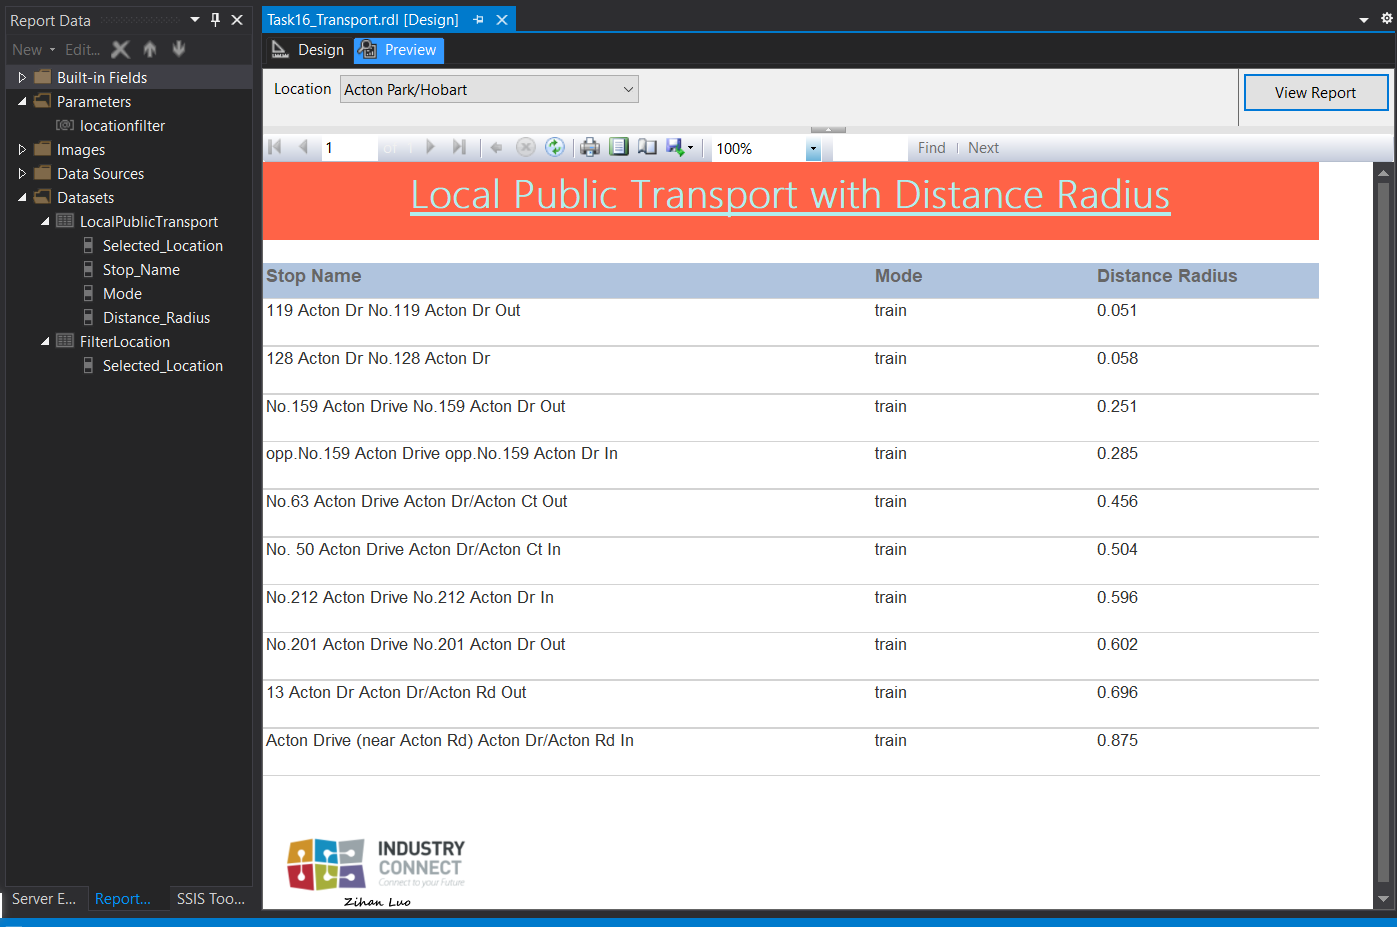 Report Data
New Edit...
Built-in Fields
Parameters
locationfilter
Images
Data Sources
Datasets
LocalPublicTransport
Selected_Location
Stop_Name
Mode
Distance_Radius
FilterLocation
Selected_Location
Server E... Report... SSIS Too...
Task16_Transport.rdl [Design]
Design Preview
Location Acton Park/Hobart View Report
1 of 1 100% Find | Next
Local Public Transport with Distance Radius
Stop Name Mode Distance Radius
119 Acton Dr No.119 Acton Dr Out train 0.051
128 Acton Dr No.128 Acton Dr train 0.058
No.159 Acton Drive No.159 Acton Dr Out train 0.251
opp.No.159 Acton Drive opp.No.159 Acton Dr In train 0.285
No.63 Acton Drive Acton Dr/Acton Ct Out train 0.456
No. 50 Acton Drive Acton Dr/Acton Ct In train 0.504
No.212 Acton Drive No.212 Acton Dr In train 0.596
No.201 Acton Drive No.201 Acton Dr Out train 0.602
13 Acton Dr Acton Dr/Acton Rd Out train 0.696
Acton Drive (near Acton Rd) Acton Dr/Acton Rd In train 0.875
INDUSTRY
CONNECT
Connect to your Future
Zihan Luo